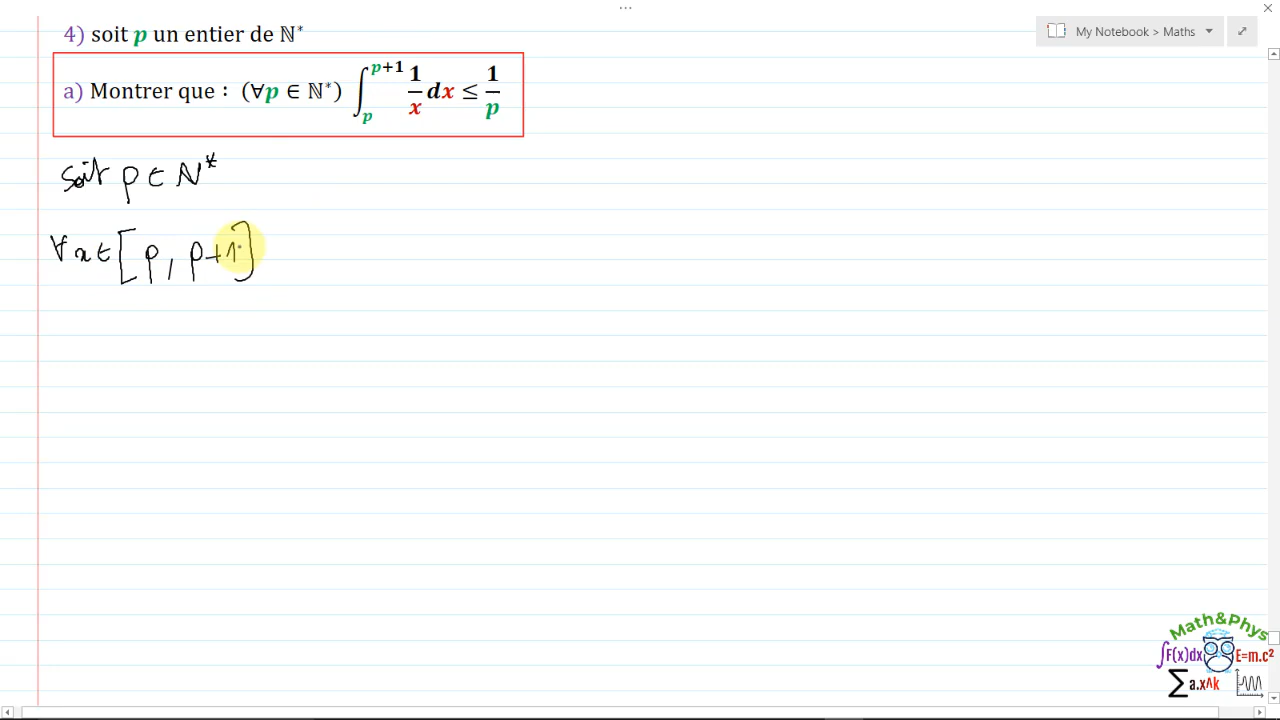 My Notebook > Maths
4) soit p un entier de ℕ*
a) Montrer que : (∀p ∈ ℕ*) ∫_p^{p+1} 1/x dx ≤ 1/p
soit p ∈ ℕ*
∀x ∈ [p, p+1]
Math&Phys
∫F(x)dx E=m.c²
∑ a.x^k